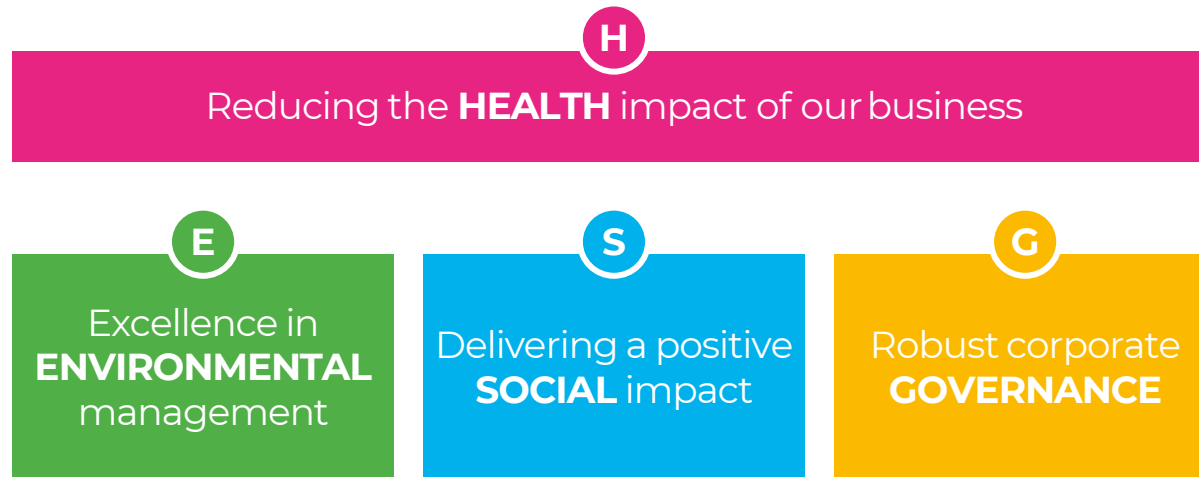 H
Reducing the HEALTH impact of our business
E
Excellence in
ENVIRONMENTAL
management
S
Delivering a positive
SOCIAL impact
G
Robust corporate
GOVERNANCE